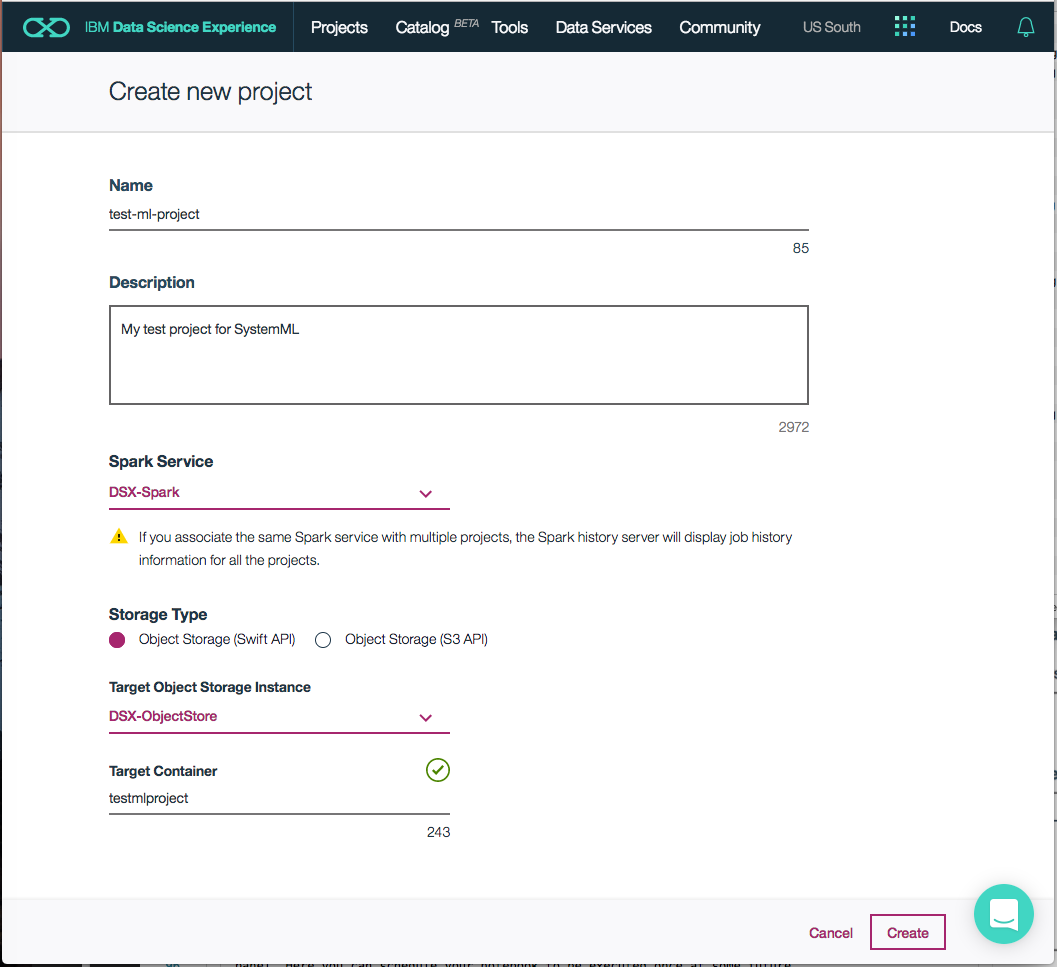 IBM Data Science Experience Projects Catalog BETA Tools Data Services Community US South Docs
Create new project
Name
test-ml-project
85
Description
My test project for SystemML
2972
Spark Service
DSX-Spark
If you associate the same Spark service with multiple projects, the Spark history server will display job history
information for all the projects.
Storage Type
Object Storage (Swift API) Object Storage (S3 API)
Target Object Storage Instance
DSX-ObjectStore
Target Container
testmlproject
243
Cancel Create